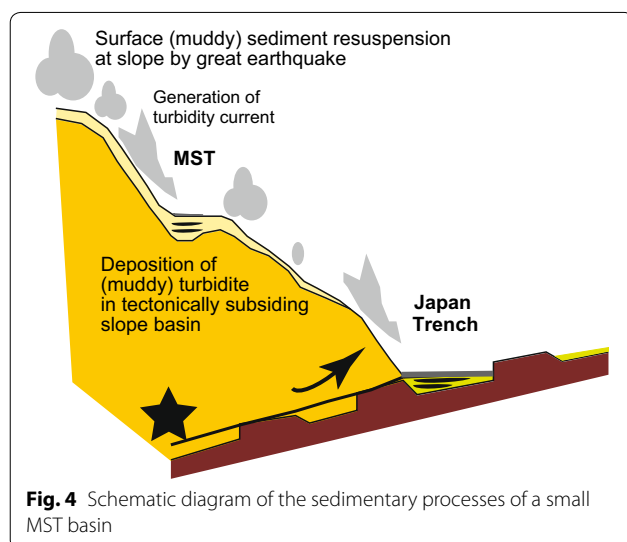 Surface (muddy) sediment resuspension
at slope by great earthquake
Generation of
turbidity current
MST
Deposition of
(muddy) turbidite
in tectonically subsiding
slope basin
Japan
Trench
Fig. 4 Schematic diagram of the sedimentary processes of a small
MST basin